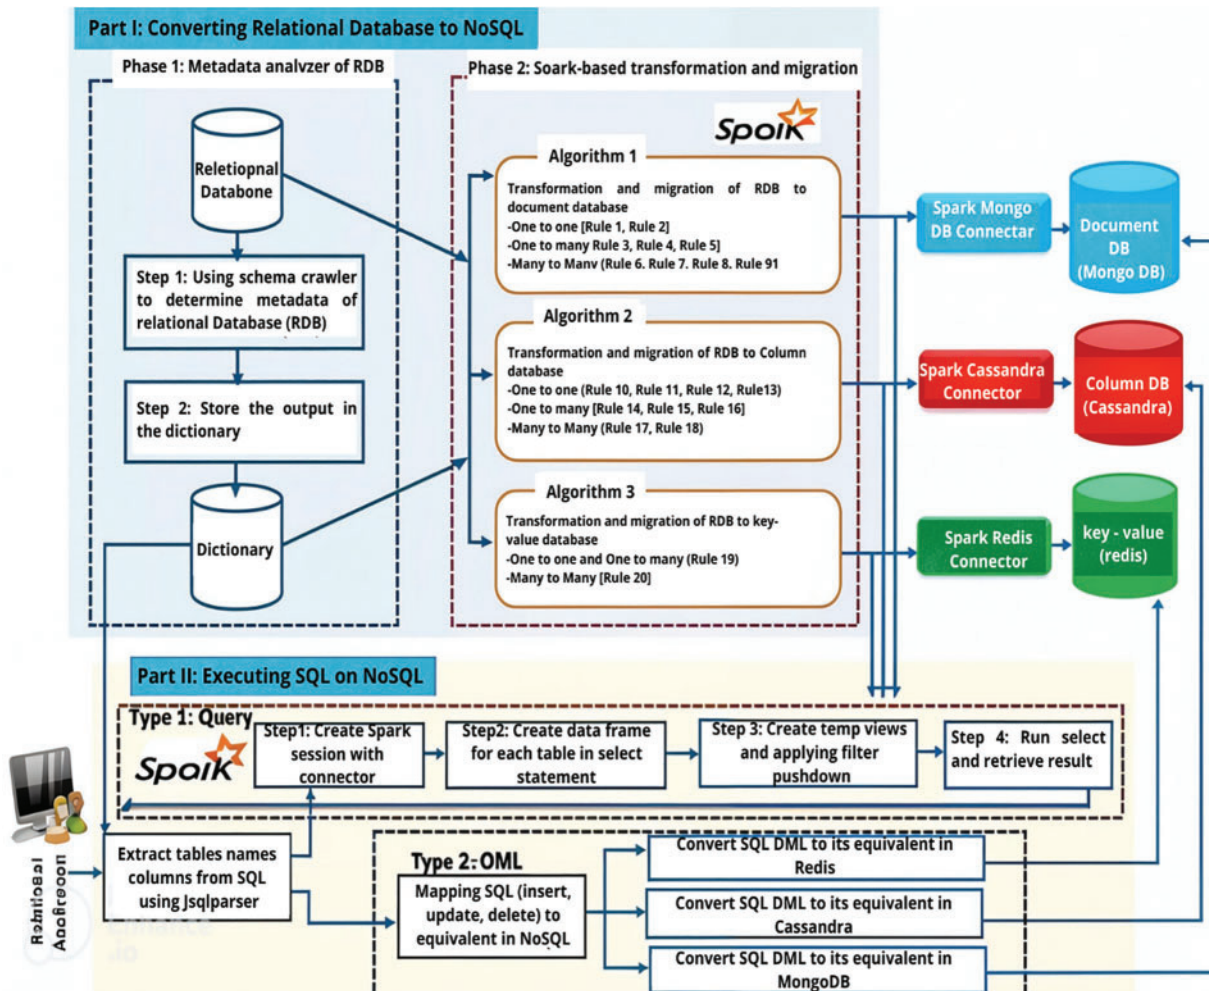 Part I: Converting Relational Database to NoSQL
Phase 1: Metadata analvzer of RDB
Reletiopnal
Databone
Step 1: Using schema crawler
to determine metadata of
relational Database (RDB)
Step 2: Store the output in
the dictionary
Dictionary
Phase 2: Soark-based transformation and migration
Spoik
Algorithm 1
Transformation and migration of RDB to
document database
-One to one [Rule 1, Rule 2]
-One to many Rule 3, Rule 4, Rule 5]
-Many to Manv (Rule 6. Rule 7. Rule 8. Rule 91
Algorithm 2
Transformation and migration of RDB to Column
database
-One to one (Rule 10, Rule 11, Rule 12, Rule13)
-One to many [Rule 14, Rule 15, Rule 16]
-Many to Many (Rule 17, Rule 18)
Algorithm 3
Transformation and migration of RDB to key-
value database
-One to one and One to many (Rule 19)
-Many to Many [Rule 20]
Spark Mongo
DB Connectar
Document
DB
(Mongo DB)
Spark Cassandra
Connector
Column DB
(Cassandra)
Spark Redis
Connector
key - value
(redis)
Part II: Executing SQL on NoSQL
Type 1: Query
Spaik
Step1: Create Spark
session with
connector
Step2: Create data frame
for each table in select
statement
Step 3: Create temp views
and applying filter
pushdown
Step 4: Run select
and retrieve result
Extract tables names
columns from SQL
using Jsqlparser
Type 2: OML
Mapping SQL (insert,
update, delete) to
equivalent in NoSQL
Convert SQL DML to its equivalent in
Redis
Convert SQL DML to its equivalent in
Cassandra
Convert SQL DML to its equivalent in
MongoDB